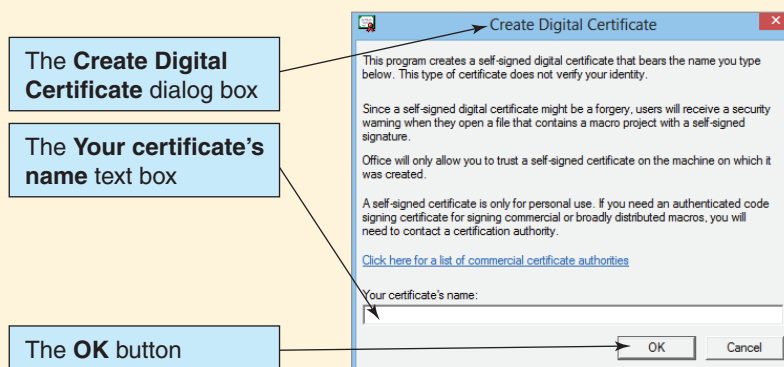 The Create Digital
Certificate dialog box
The Your certificate's
name text box
The OK button
Create Digital Certificate
This program creates a self-signed digital certificate that bears the name you type
below. This type of certificate does not verify your identity.
Since a self-signed digital certificate might be a forgery, users will receive a security
warning when they open a file that contains a macro project with a self-signed
signature.
Office will only allow you to trust a self-signed certificate on the machine on which it
was created.
A self-signed certificate is only for personal use. If you need an authenticated code
signing certificate for signing commercial or broadly distributed macros, you will
need to contact a certification authority.
Click here for a list of commercial certificate authorities
Your certificate's name:
OK
Cancel